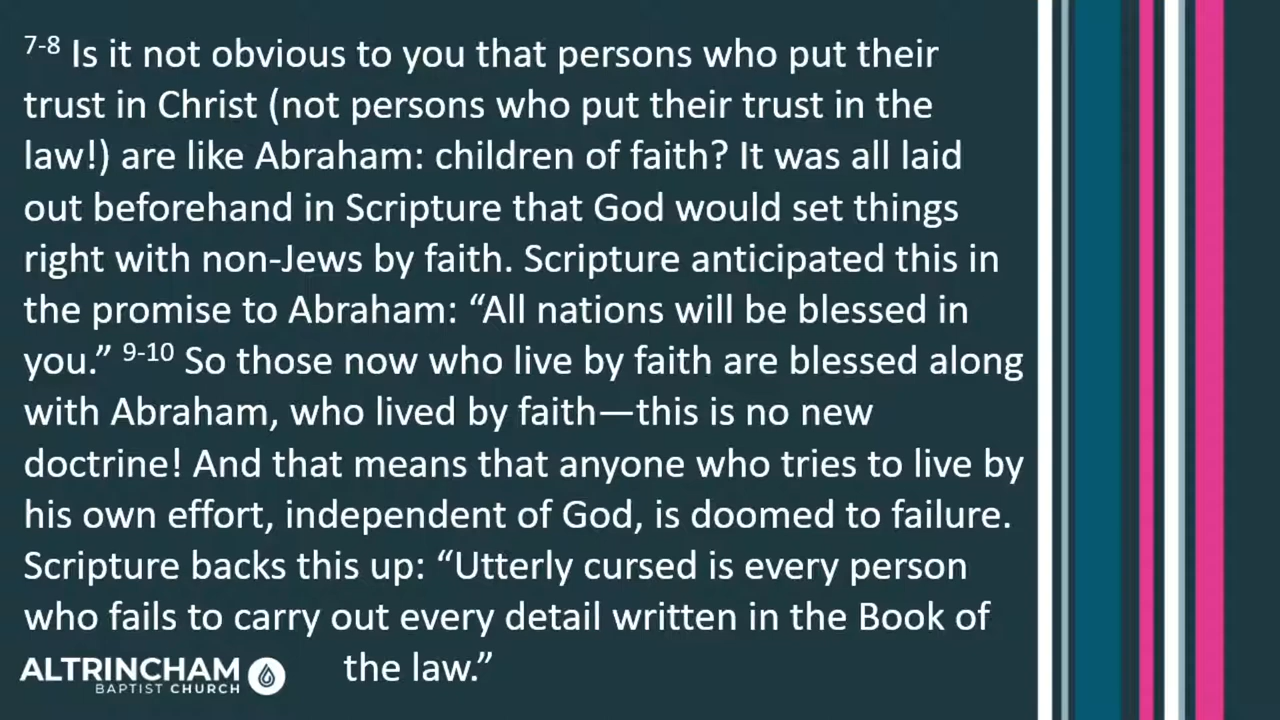 7-8 Is it not obvious to you that persons who put their
trust in Christ (not persons who put their trust in the
law!) are like Abraham: children of faith? It was all laid
out beforehand in Scripture that God would set things
right with non-Jews by faith. Scripture anticipated this in
the promise to Abraham: “All nations will be blessed in
you.” 9-10 So those now who live by faith are blessed along
with Abraham, who lived by faith—this is no new
doctrine! And that means that anyone who tries to live by
his own effort, independent of God, is doomed to failure.
Scripture backs this up: “Utterly cursed is every person
who fails to carry out every detail written in the Book of
the law.”
ALTRINCHAM
BAPTIST CHURCH